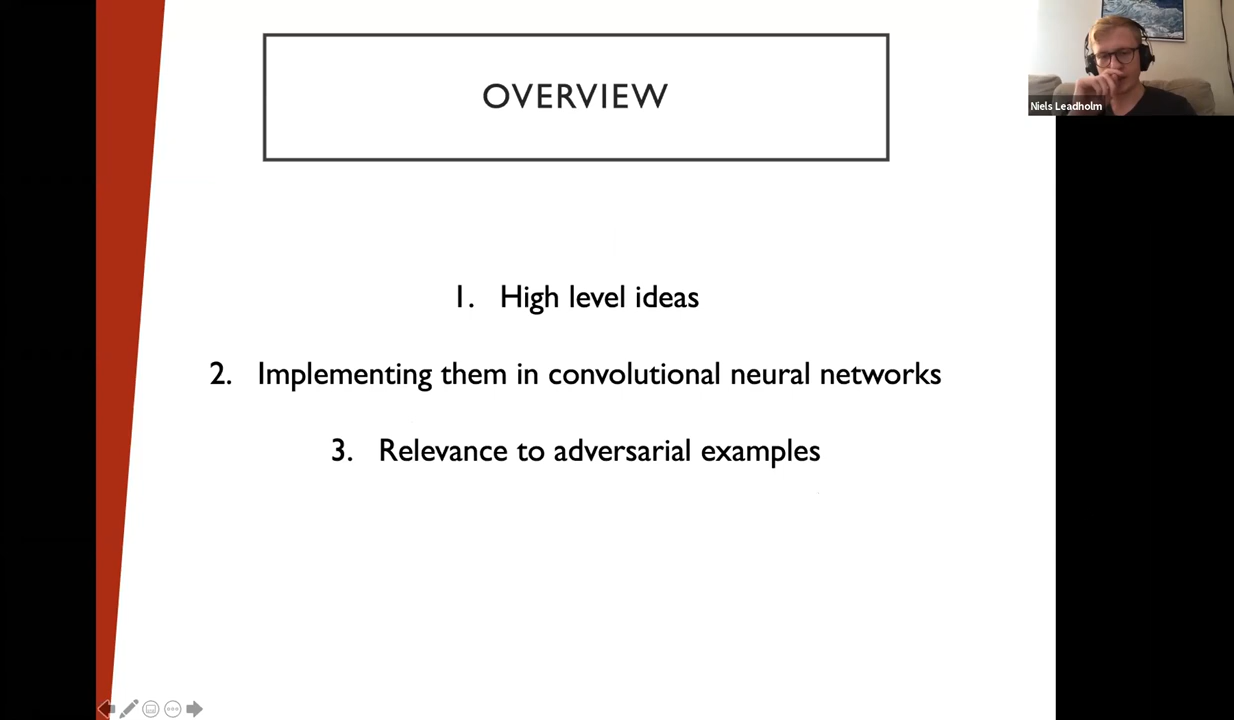 OVERVIEW
Niels Leadholm
1. High level ideas
2. Implementing them in convolutional neural networks
3. Relevance to adversarial examples